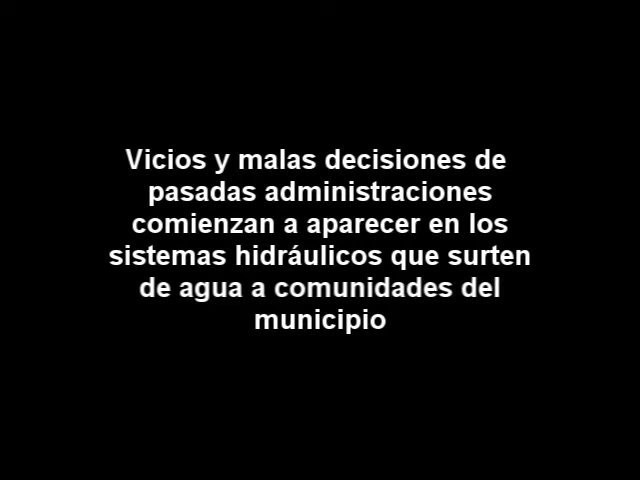 Vicios y malas decisiones de
pasadas administraciones
comienzan a aparecer en los
sistemas hidráulicos que surten
de agua a comunidades del
municipio